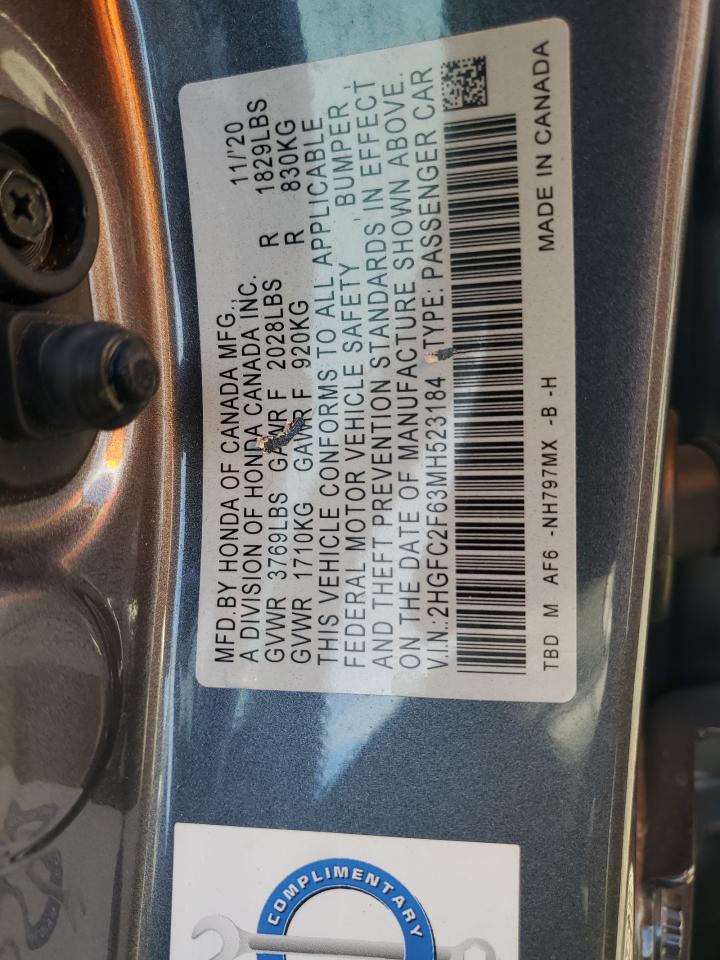 MFD.BY HONDA OF CANADA MFG., 11/'20
A DIVISION OF HONDA CANADA INC.
GVWR 3769LBS GAWR F 2028LBS R 1829LBS
GVWR 1710KG GAWR F 920KG R 830KG
THIS VEHICLE CONFORMS TO ALL APPLICABLE
FEDERAL MOTOR VEHICLE SAFETY, BUMPER,
AND THEFT PREVENTION STANDARDS IN EFFECT
ON THE DATE OF MANUFACTURE SHOWN ABOVE.
V.I.N.:2HGFC2F63MH523184 TYPE: PASSENGER CAR
TBD M AF6 -NH797MX -B -H MADE IN CANADA
COMPLIMENTARY